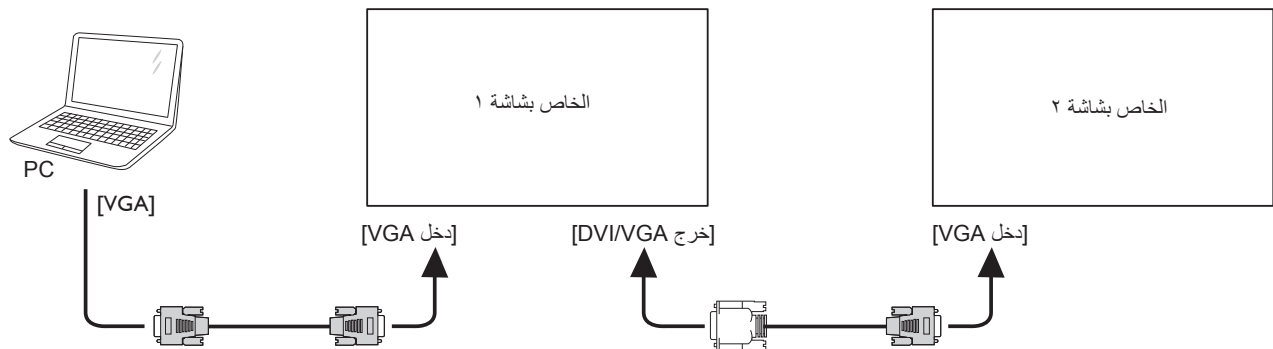 الخاص بشاشة ١
الخاص بشاشة ٢
PC
[VGA]
[دخل VGA]
[خرج DVI/VGA]
[دخل VGA]